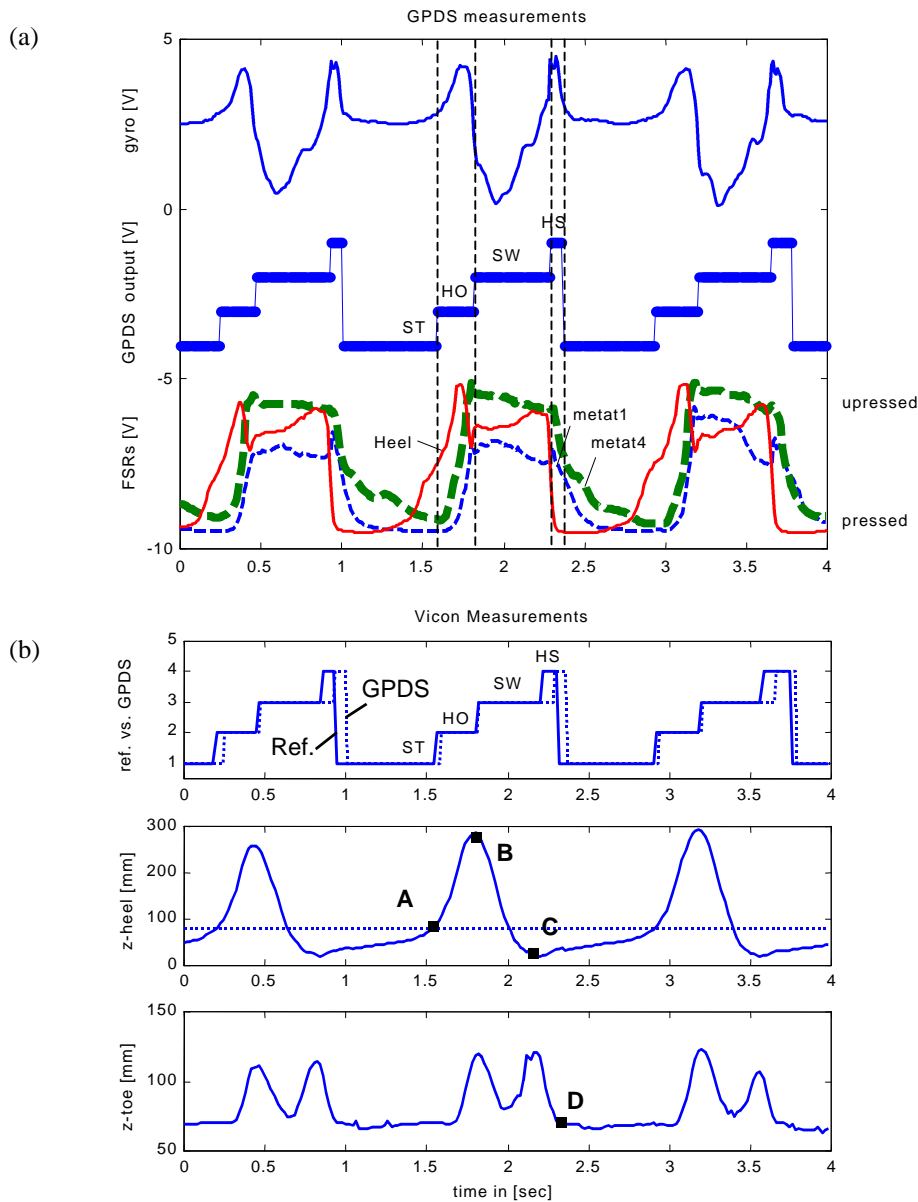 (a)
GPDS measurements
gyro [V]
GPDS output [V]
FSRs [V]
5
0
-5
-10
HS
SW
HO
ST
Heel
metat1
metat4
upressed
pressed
0 0.5 1 1.5 2 2.5 3 3.5 4
(b)
Vicon Measurements
ref. vs. GPDS
5
4
3
2
1
HS
SW
HO
ST
GPDS
Ref.
0 0.5 1 1.5 2 2.5 3 3.5 4
z-heel [mm]
300
200
100
0
A
B
C
0 0.5 1 1.5 2 2.5 3 3.5 4
z-toe [mm]
150
100
50
D
0 0.5 1 1.5 2 2.5 3 3.5 4
time in [sec]